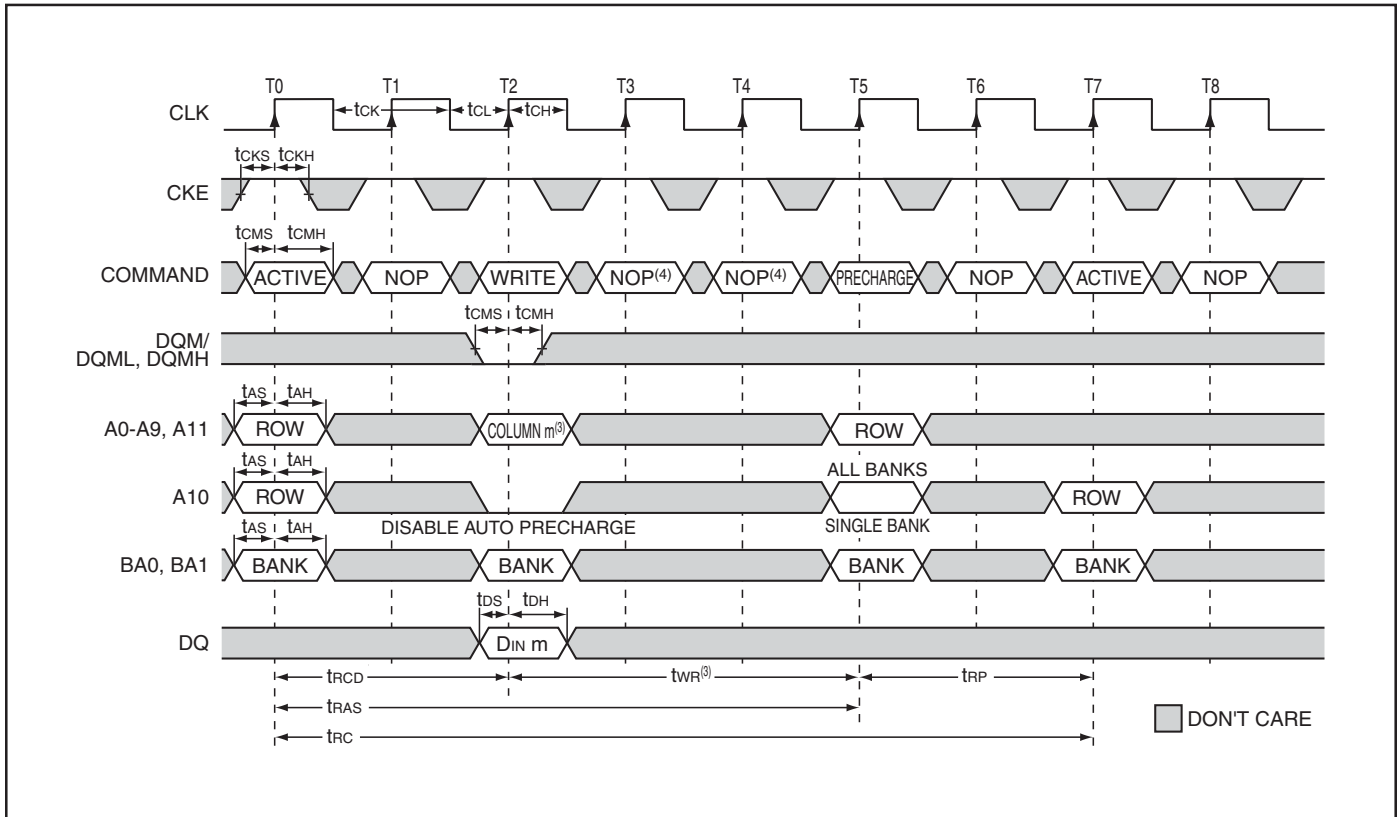 T0 T1 T2 T3 T4 T5 T6 T7 T8
CLK tCK tCL tCH
tCKS tCKH
CKE
tCMS tCMH
COMMAND ACTIVE NOP WRITE NOP(4) NOP(4) PRECHARGE NOP ACTIVE NOP
tCMS tCMH
DQM/
DQML, DQMH
tAS tAH
A0-A9, A11 ROW COLUMN m(3) ROW
tAS tAH ALL BANKS
A10 ROW ROW
DISABLE AUTO PRECHARGE SINGLE BANK
tAS tAH
BA0, BA1 BANK BANK BANK BANK
tDS tDH
DQ DIN m
tRCD tWR(3) tRP
tRAS
DON'T CARE
tRC